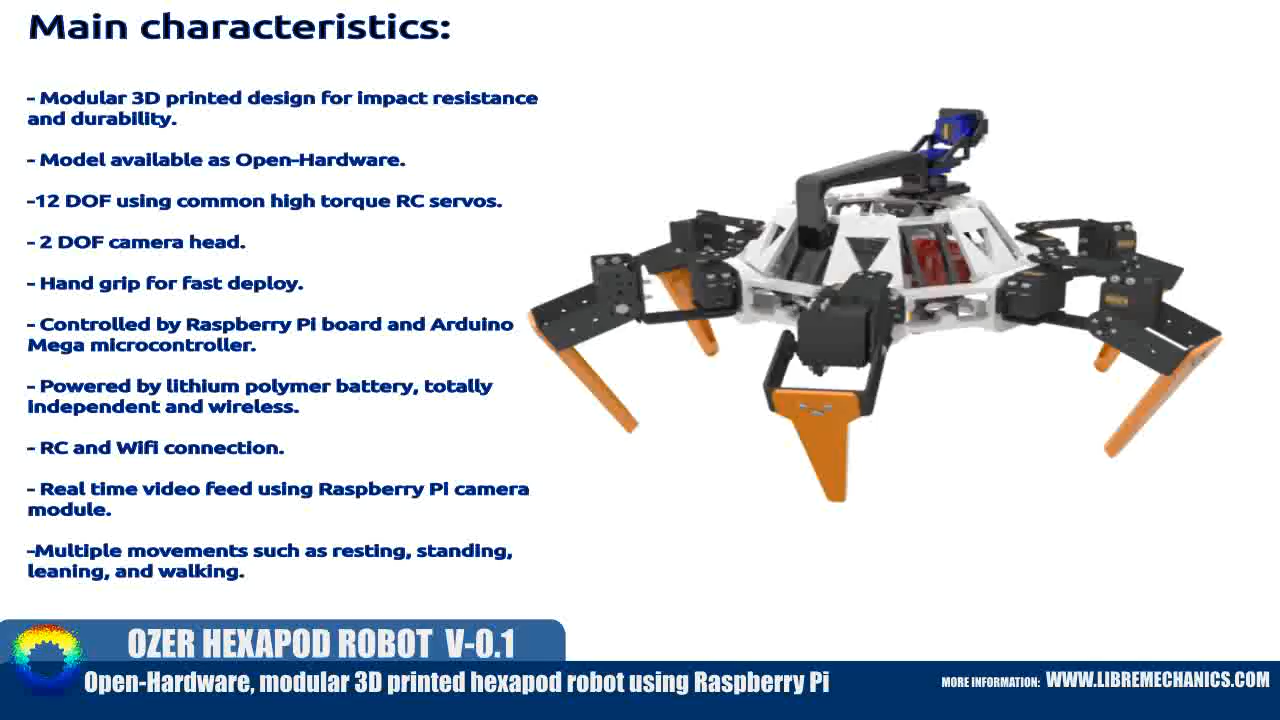 Main characteristics:
- Modular 3D printed design for impact resistance
and durability.
- Model available as Open-Hardware.
-12 DOF using common high torque RC servos.
- 2 DOF camera head.
- Hand grip for fast deploy.
- Controlled by Raspberry Pi board and Arduino
Mega microcontroller.
- Powered by lithium polymer battery, totally
independent and wireless.
- RC and Wifi connection.
- Real time video feed using Raspberry Pi camera
module.
-Multiple movements such as resting, standing,
leaning, and walking.
OZER HEXAPOD ROBOT V-0.1
Open-Hardware, modular 3D printed hexapod robot using Raspberry Pi
MORE INFORMATION: WWW.LIBREMECHANICS.COM